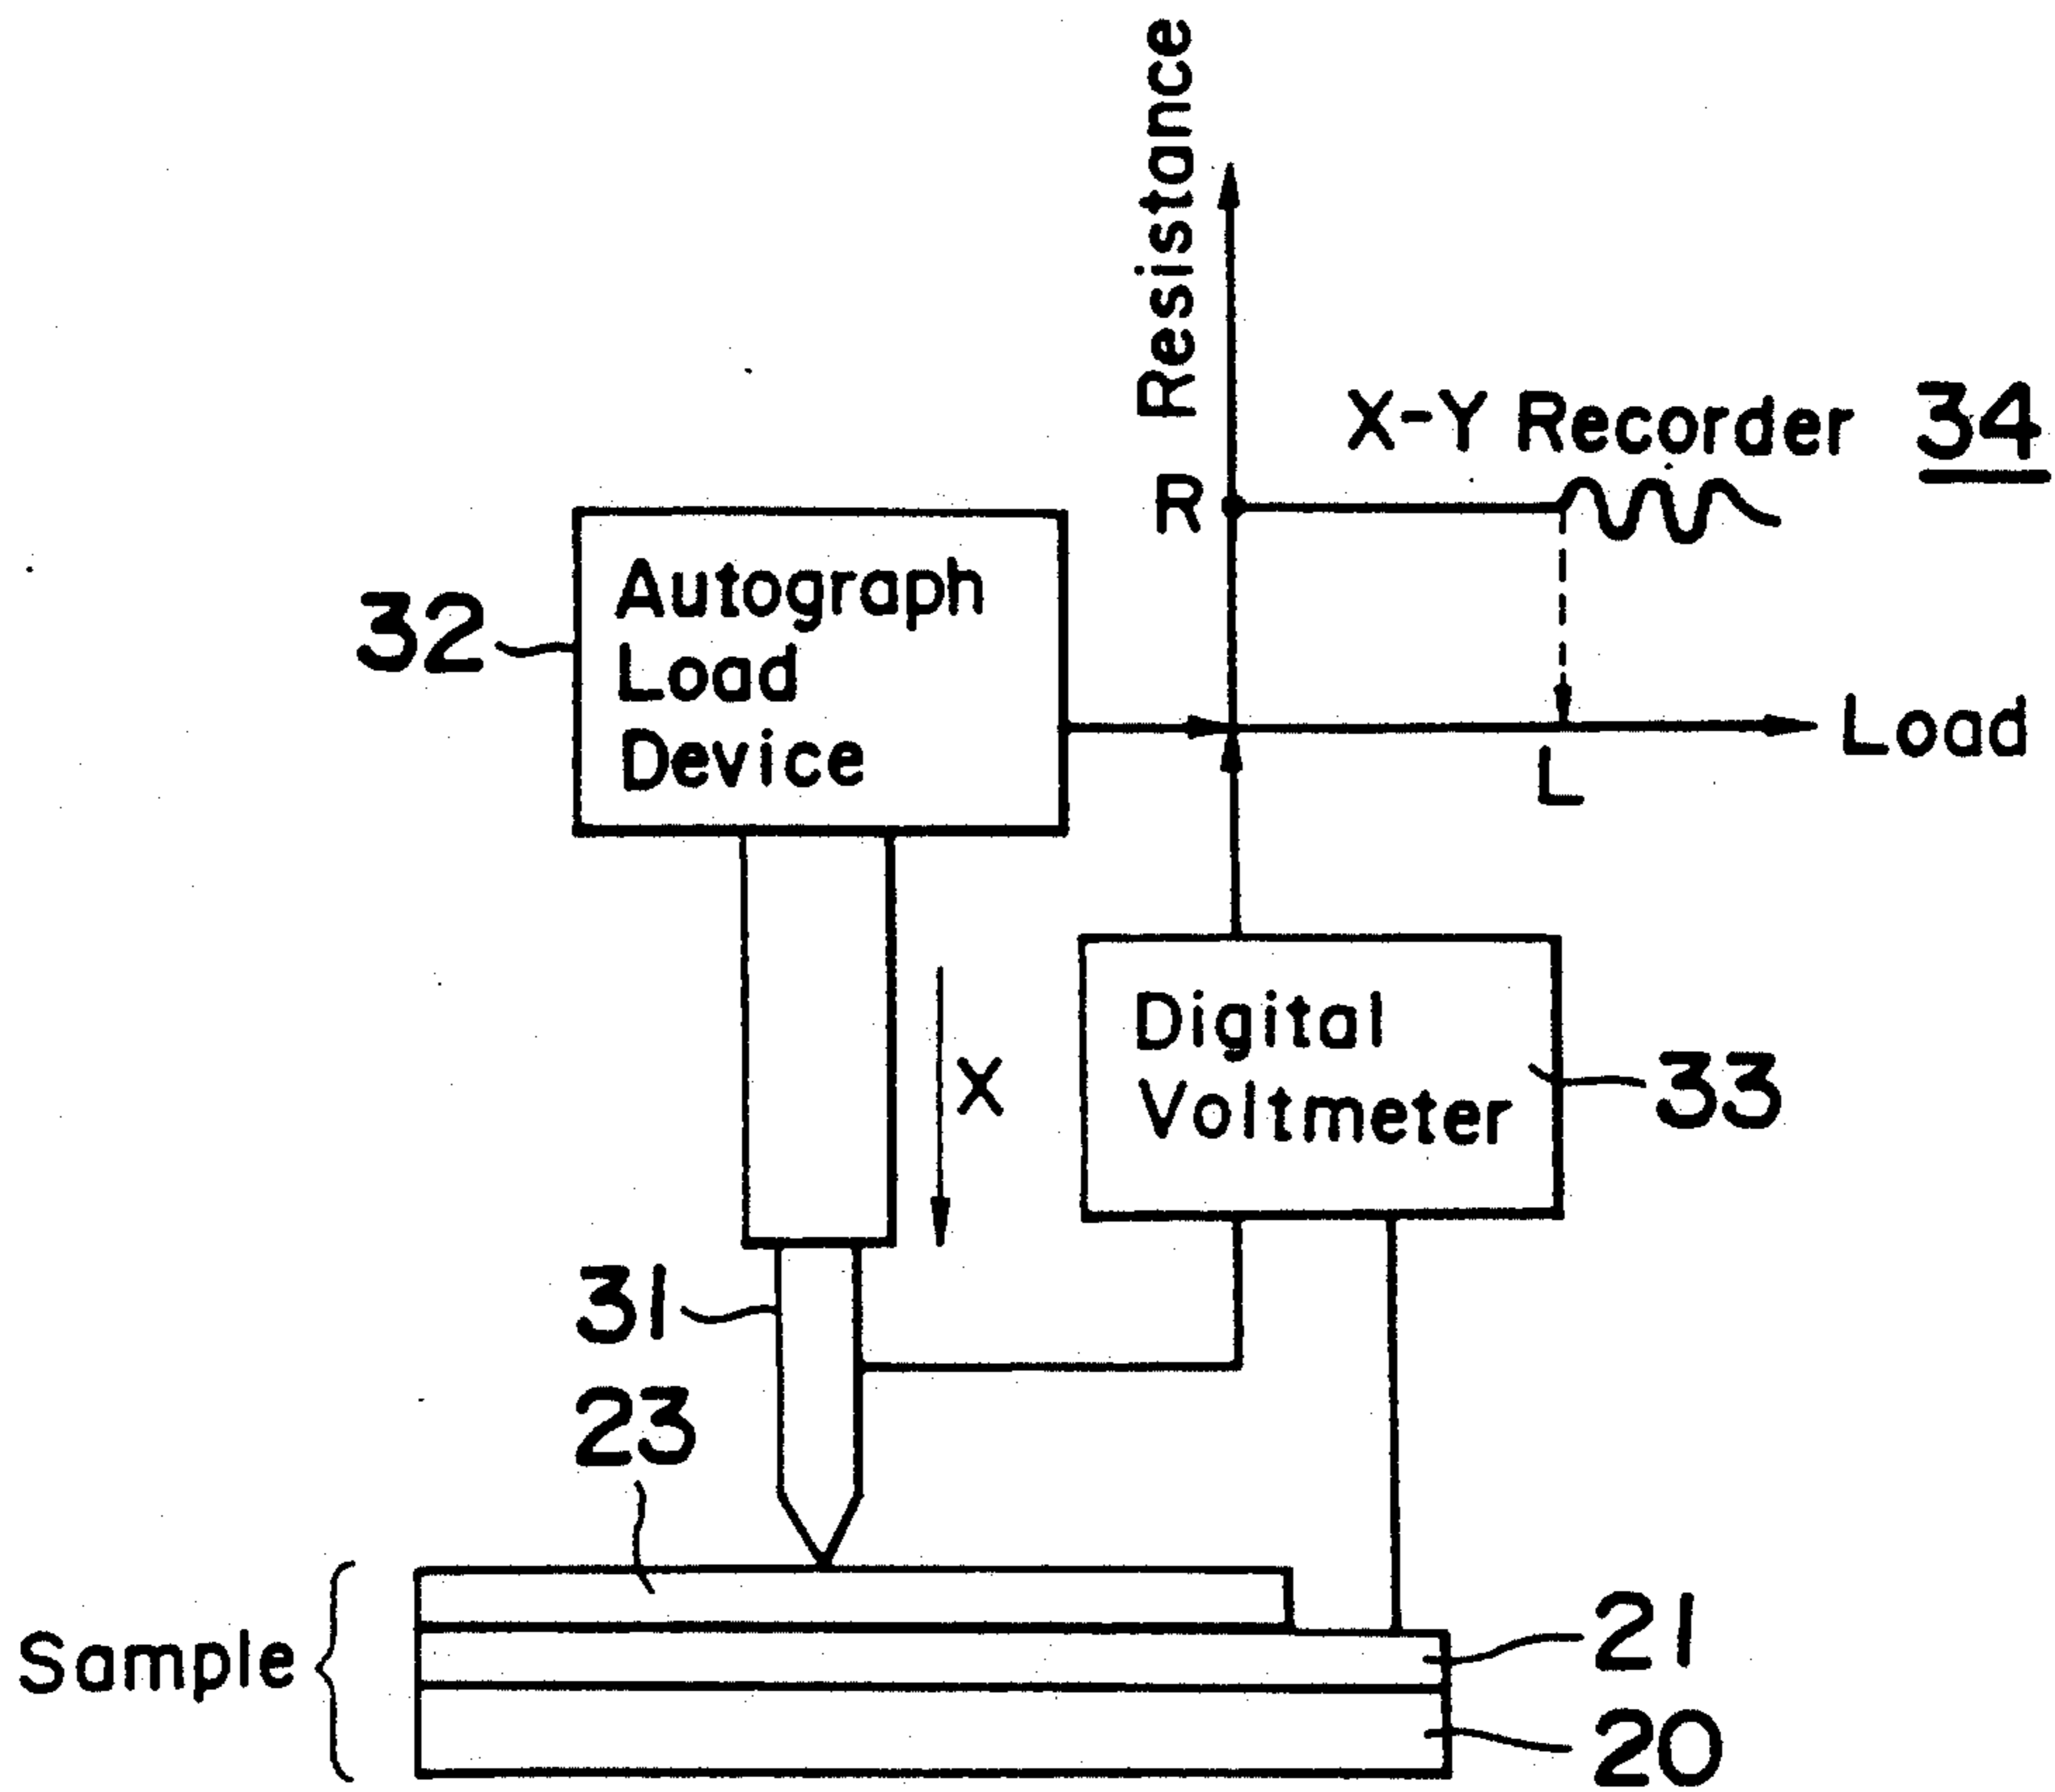 Resistance
X-Y Recorder 34
R
Autograph
Load
Device
32
Load
L
X
Digital
Voltmeter
33
31
23
Sample
21
20